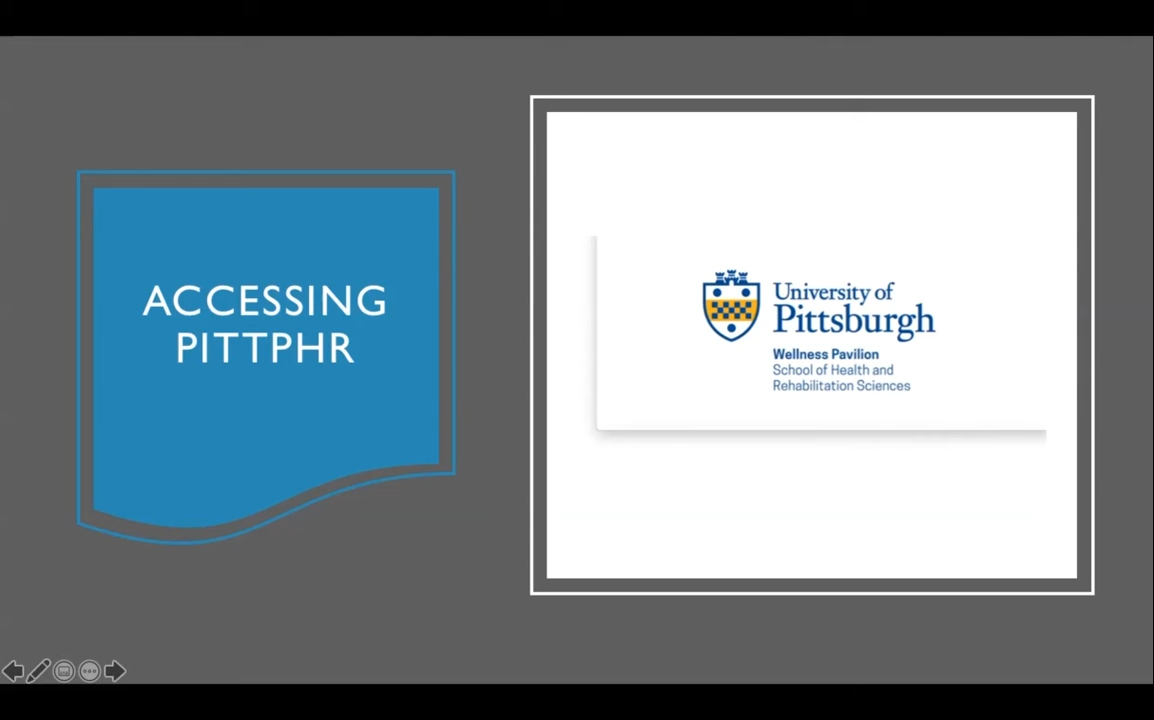 ACCESSING
PITTPHR
University of
Pittsburgh
Wellness Pavilion
School of Health and
Rehabilitation Sciences